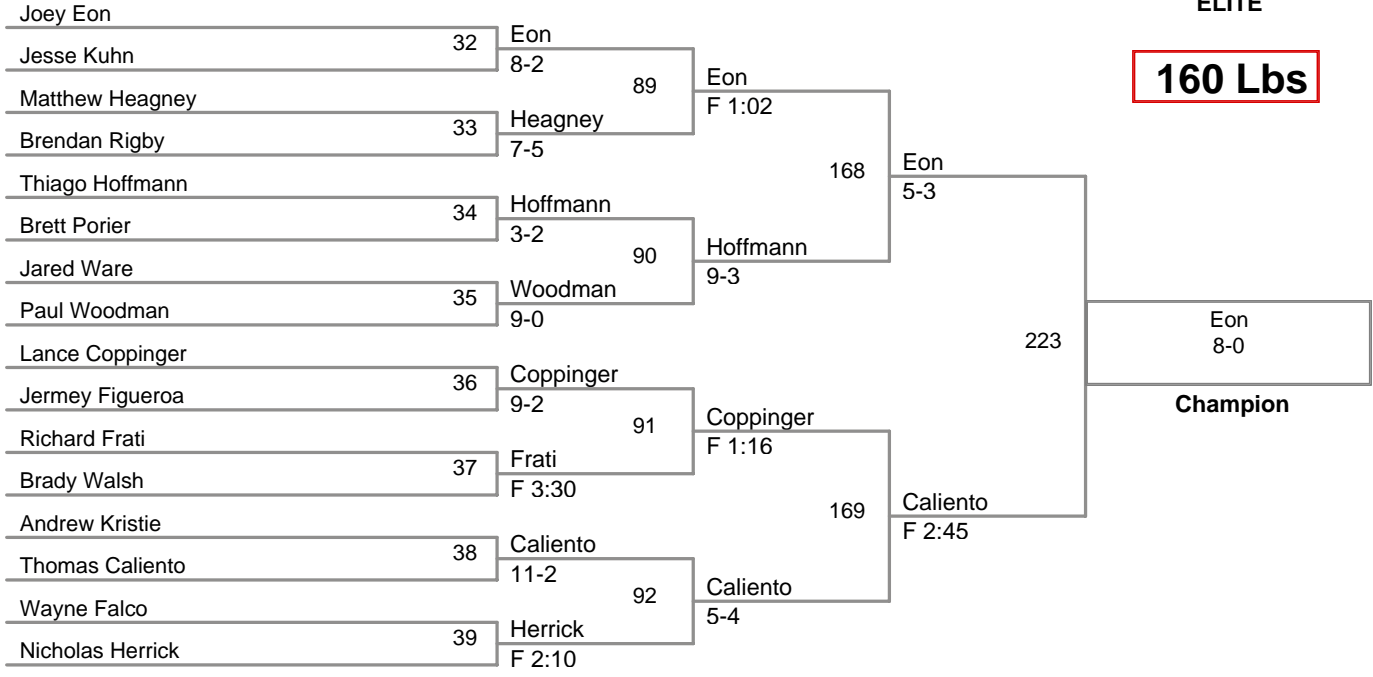 ELITE
160 Lbs
Joey Eon
Jesse Kuhn
Matthew Heagney
Brendan Rigby
Thiago Hoffmann
Brett Porier
Jared Ware
Paul Woodman
Lance Coppinger
Jermey Figueroa
Richard Frati
Brady Walsh
Andrew Kristie
Thomas Caliento
Wayne Falco
Nicholas Herrick
32
33
34
35
36
37
38
39
Eon
8-2
Heagney
7-5
Hoffmann
3-2
Woodman
9-0
Coppinger
9-2
Frati
F 3:30
Caliento
11-2
Herrick
F 2:10
89
90
91
92
Eon
F 1:02
Hoffmann
9-3
Coppinger
F 1:16
Caliento
5-4
168
169
Eon
5-3
Caliento
F 2:45
223
Eon
8-0
Champion